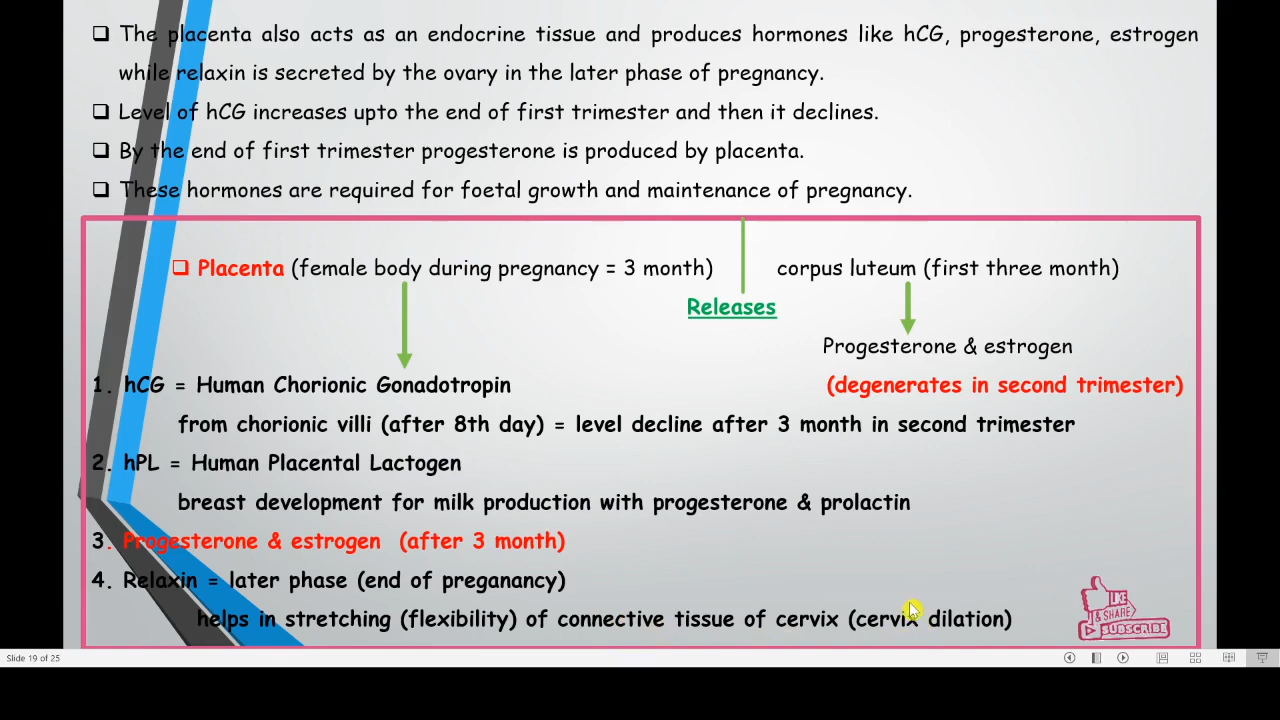 ❑ The placenta also acts as an endocrine tissue and produces hormones like hCG, progesterone, estrogen
while relaxin is secreted by the ovary in the later phase of pregnancy.
❑ Level of hCG increases upto the end of first trimester and then it declines.
❑ By the end of first trimester progesterone is produced by placenta.
❑ These hormones are required for foetal growth and maintenance of pregnancy.
❑ Placenta (female body during pregnancy = 3 month) corpus luteum (first three month)
Releases
Progesterone & estrogen
1. hCG = Human Chorionic Gonadotropin (degenerates in second trimester)
from chorionic villi (after 8th day) = level decline after 3 month in second trimester
2. hPL = Human Placental Lactogen
breast development for milk production with progesterone & prolactin
3. Progesterone & estrogen (after 3 month)
4. Relaxin = later phase (end of preganancy)
helps in stretching (flexibility) of connective tissue of cervix (cervix dilation)
LIKE
& SHARE
SUBSCRIBE
Slide 19 of 25